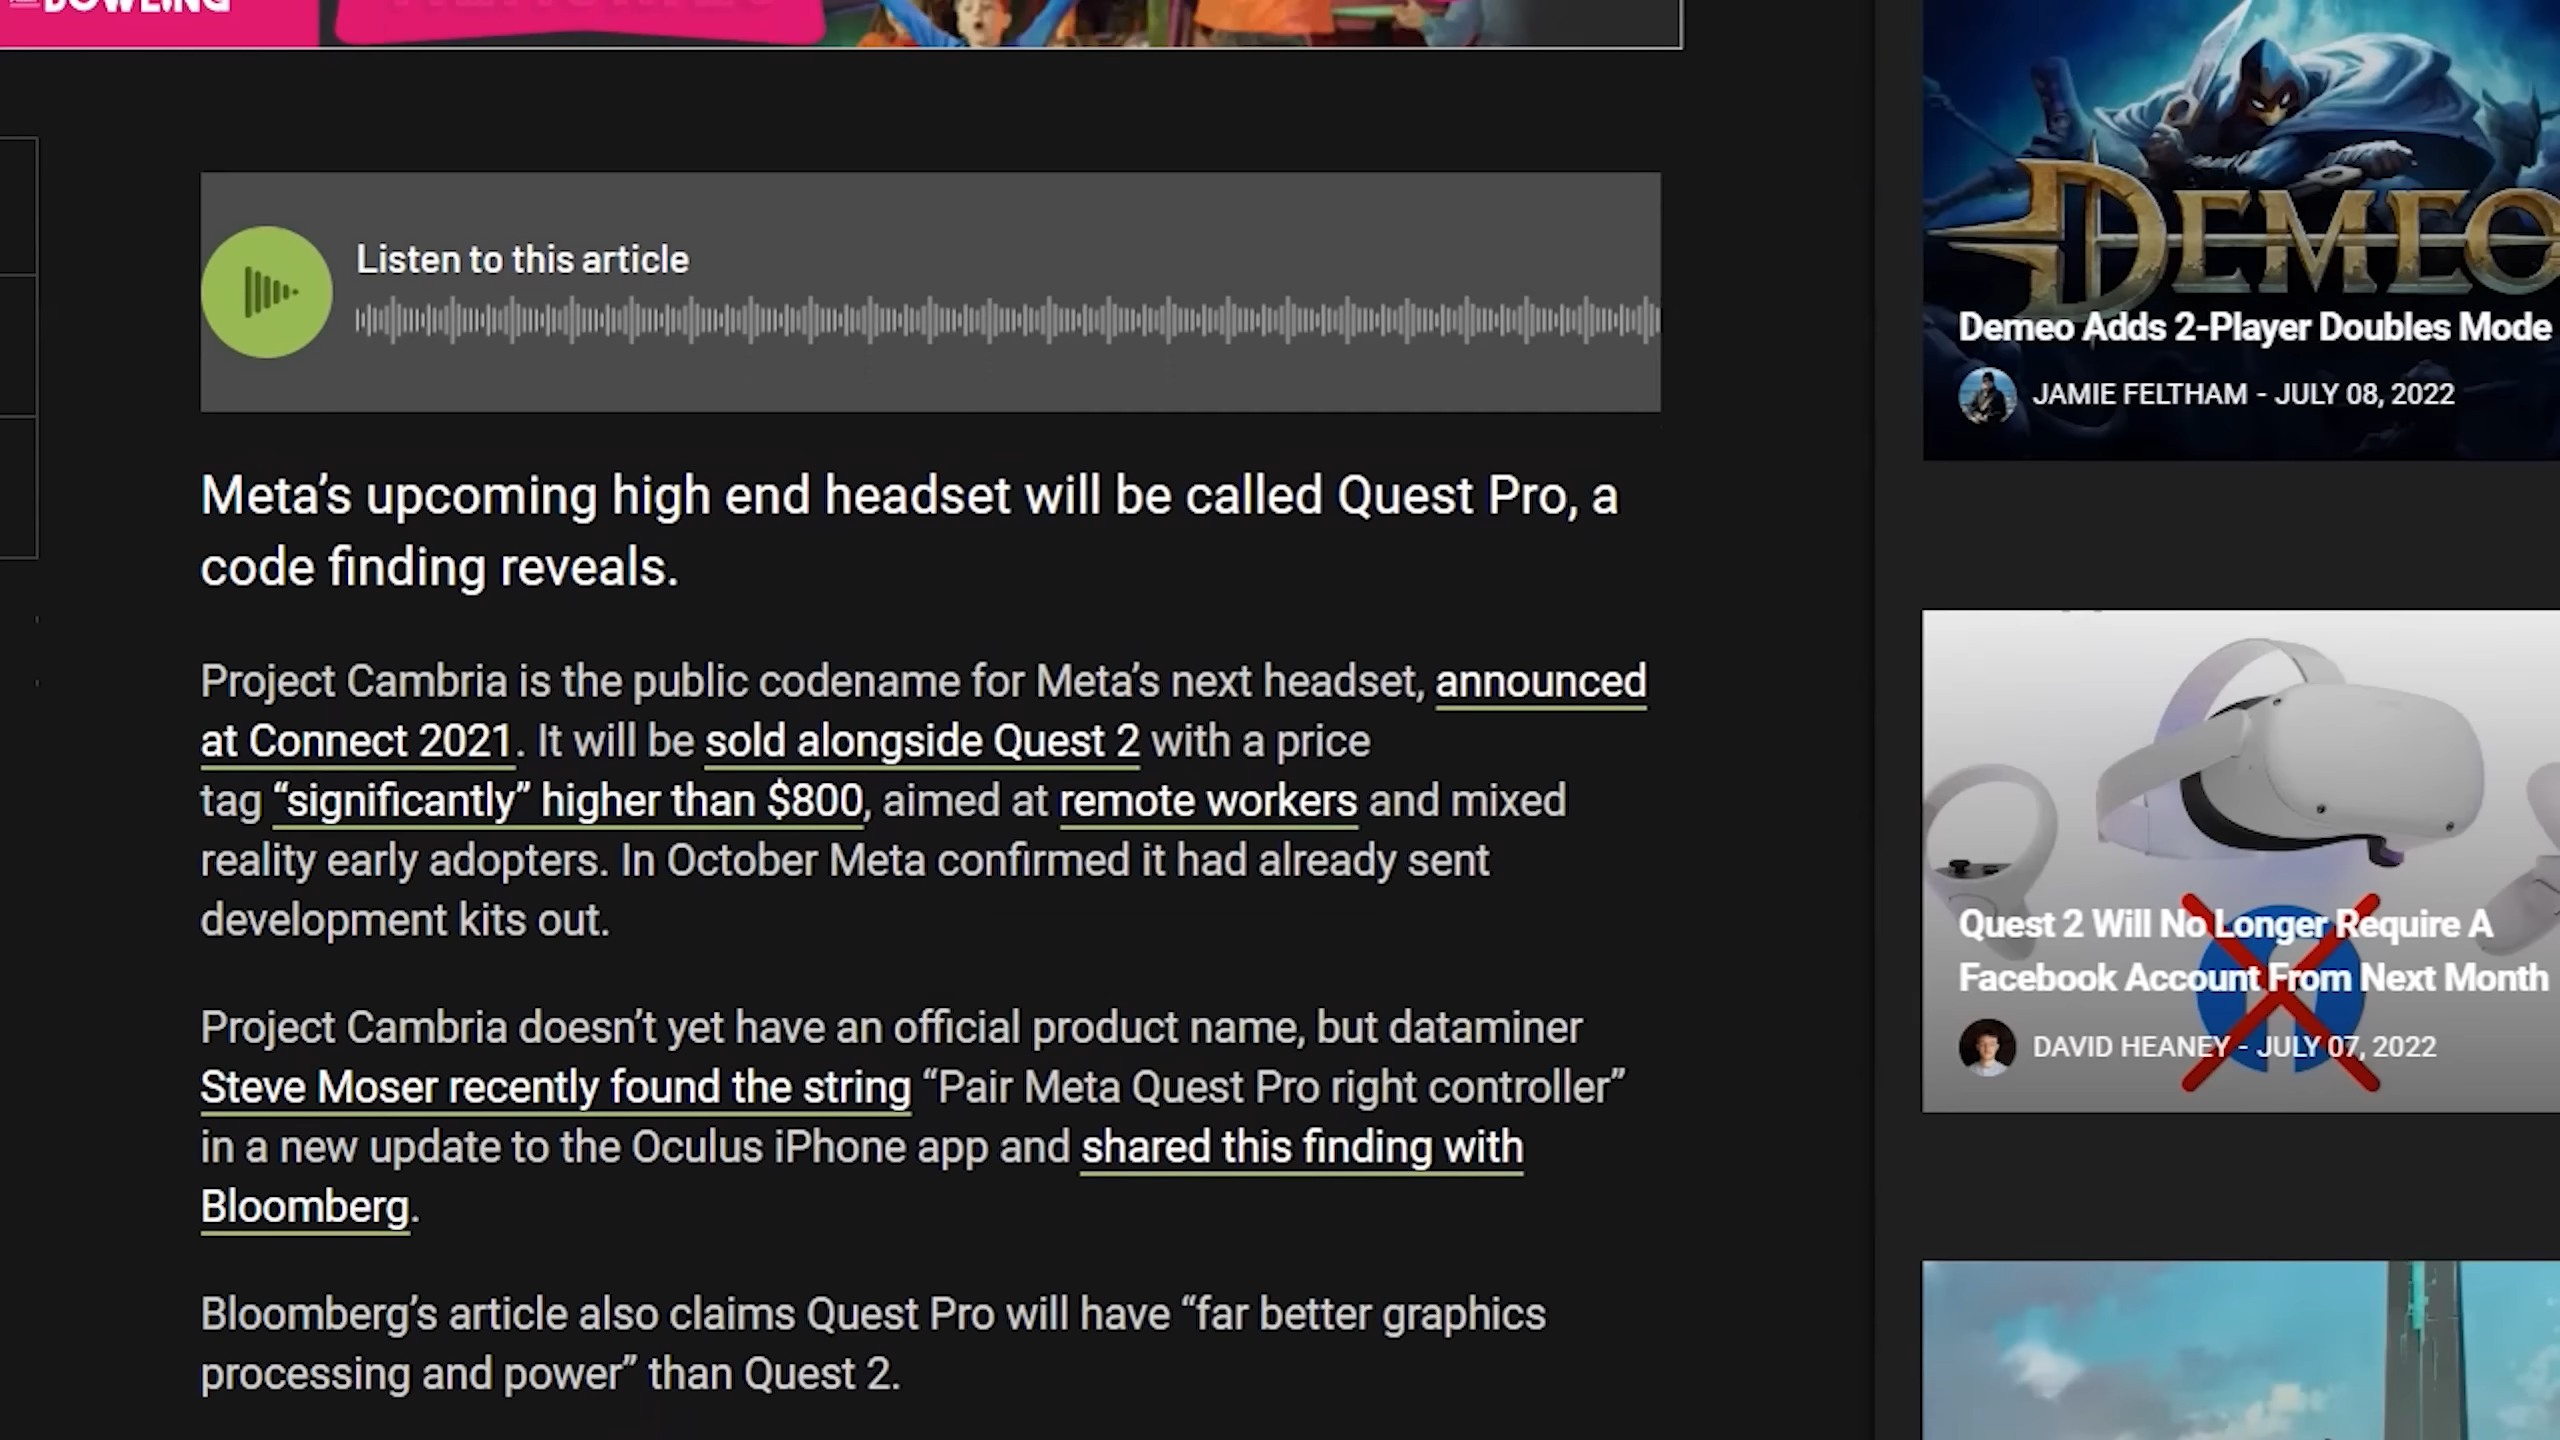 BOWLING
Listen to this article
Meta’s upcoming high end headset will be called Quest Pro, a
code finding reveals.
Project Cambria is the public codename for Meta’s next headset, announced
at Connect 2021. It will be sold alongside Quest 2 with a price
tag “significantly” higher than $800, aimed at remote workers and mixed
reality early adopters. In October Meta confirmed it had already sent
development kits out.
Project Cambria doesn’t yet have an official product name, but dataminer
Steve Moser recently found the string “Pair Meta Quest Pro right controller”
in a new update to the Oculus iPhone app and shared this finding with
Bloomberg.
Bloomberg’s article also claims Quest Pro will have “far better graphics
processing and power” than Quest 2.
DEMEO
Demeo Adds 2-Player Doubles Mode
JAMIE FELTHAM - JULY 08, 2022
Quest 2 Will No Longer Require A
Facebook Account From Next Month
DAVID HEANEY - JULY 07, 2022